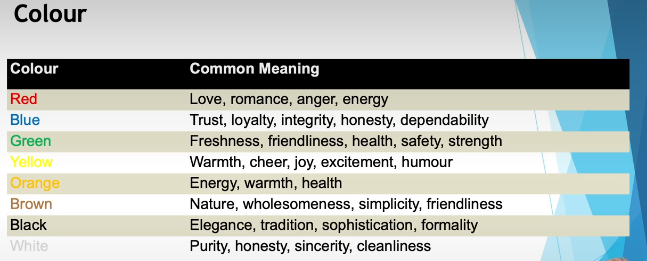 Colour
Colour Common Meaning
Red Love, romance, anger, energy
Blue Trust, loyalty, integrity, honesty, dependability
Green Freshness, friendliness, health, safety, strength
Yellow Warmth, cheer, joy, excitement, humour
Orange Energy, warmth, health
Brown Nature, wholesomeness, simplicity, friendliness
Black Elegance, tradition, sophistication, formality
White Purity, honesty, sincerity, cleanliness